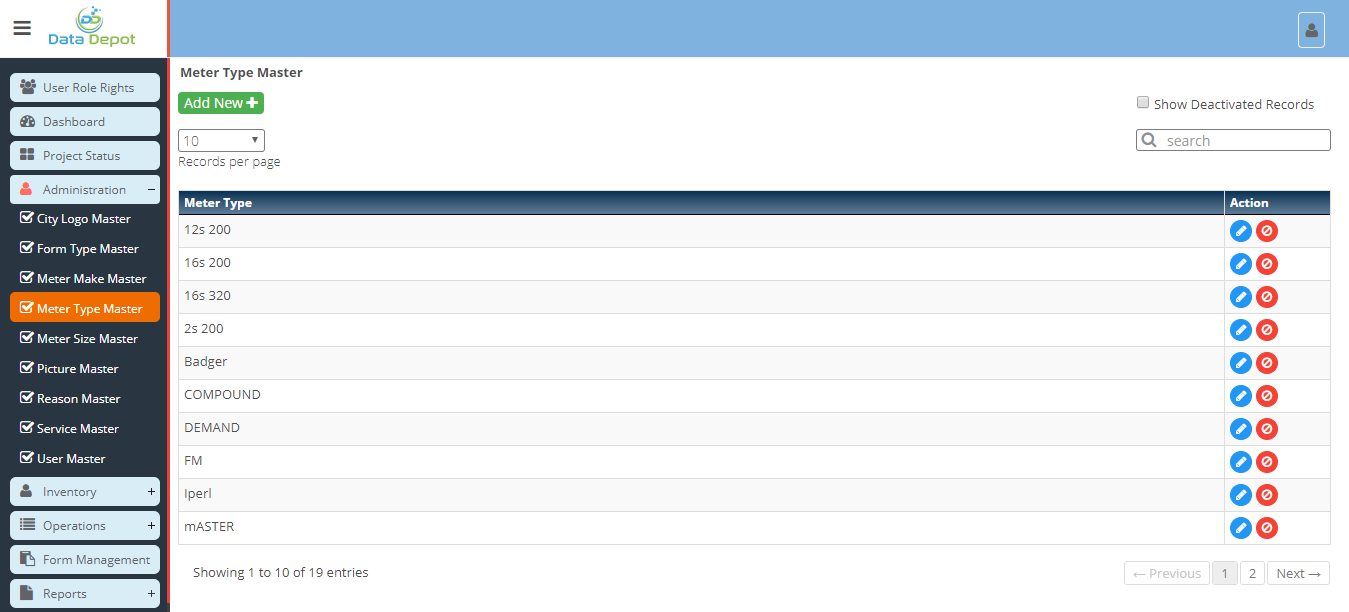 Data Depot
User Role Rights
Dashboard
Project Status
Administration −
City Logo Master
Form Type Master
Meter Make Master
Meter Type Master
Meter Size Master
Picture Master
Reason Master
Service Master
User Master
Inventory +
Operations +
Form Management
Reports +
Meter Type Master
Add New +
Show Deactivated Records
10
search
Records per page
Meter Type Action
12s 200
16s 200
16s 320
2s 200
Badger
COMPOUND
DEMAND
FM
Iperl
mASTER
Showing 1 to 10 of 19 entries
← Previous 1 2 Next →